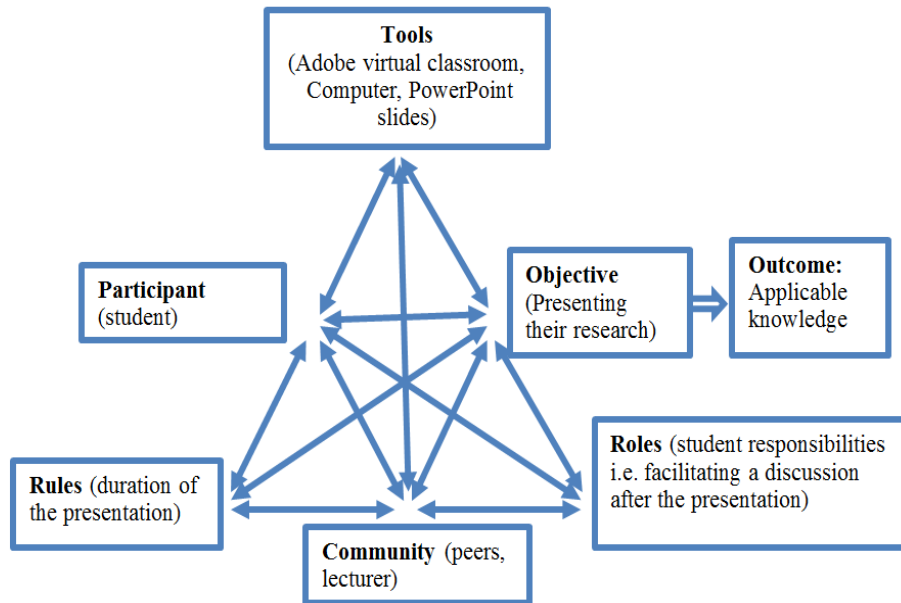 Tools
(Adobe virtual classroom,
Computer, PowerPoint
slides)
Participant
(student)
Objective
(Presenting
their research)
Outcome:
Applicable
knowledge
Rules (duration of
the presentation)
Community (peers,
lecturer)
Roles (student responsibilities
i.e. facilitating a discussion
after the presentation)